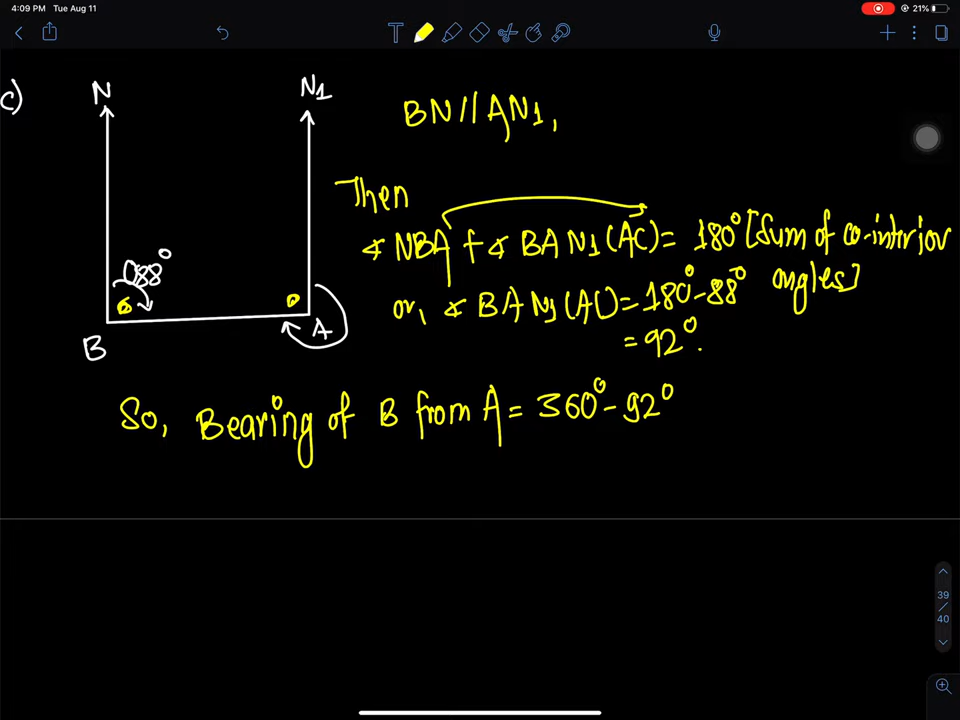 4:09 PM Tue Aug 11
21%
T
c)
N
N1
BN//AN1,
Then
∢ NBA + ∢ BAN1(AC) = 180° [Sum of co-interior angles]
088°
or, ∢ BAN1(AC) = 180° - 88°
= 92°.
B
A
So, Bearing of B from A = 360° - 92°
39
/
40